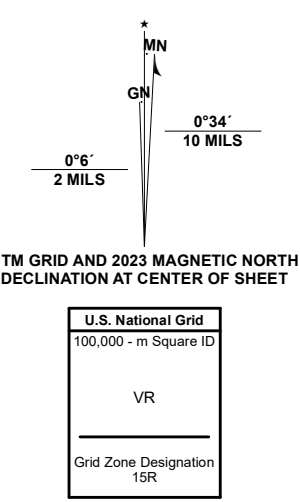 ★
MN
GN
0°34´
10 MILS
0°6´
2 MILS
TM GRID AND 2023 MAGNETIC NORTH
DECLINATION AT CENTER OF SHEET
U.S. National Grid
100,000 - m Square ID
VR
Grid Zone Designation
15R